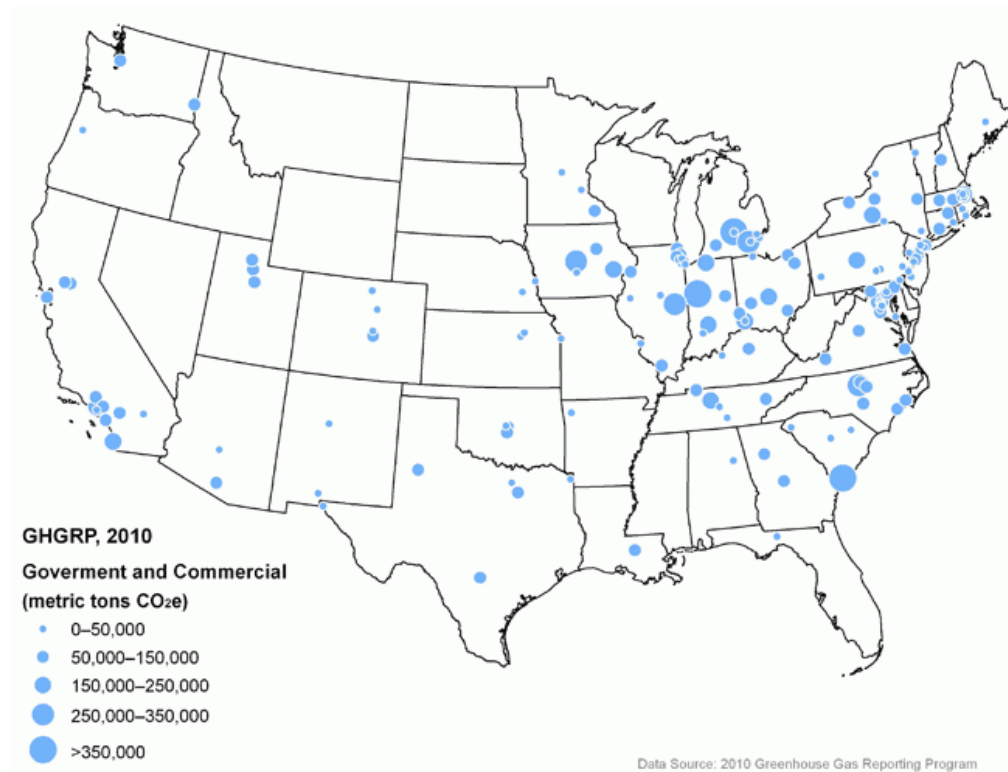 GHGRP, 2010
Goverment and Commercial
(metric tons CO₂e)
0–50,000
50,000–150,000
150,000–250,000
250,000–350,000
>350,000
Data Source: 2010 Greenhouse Gas Reporting Program